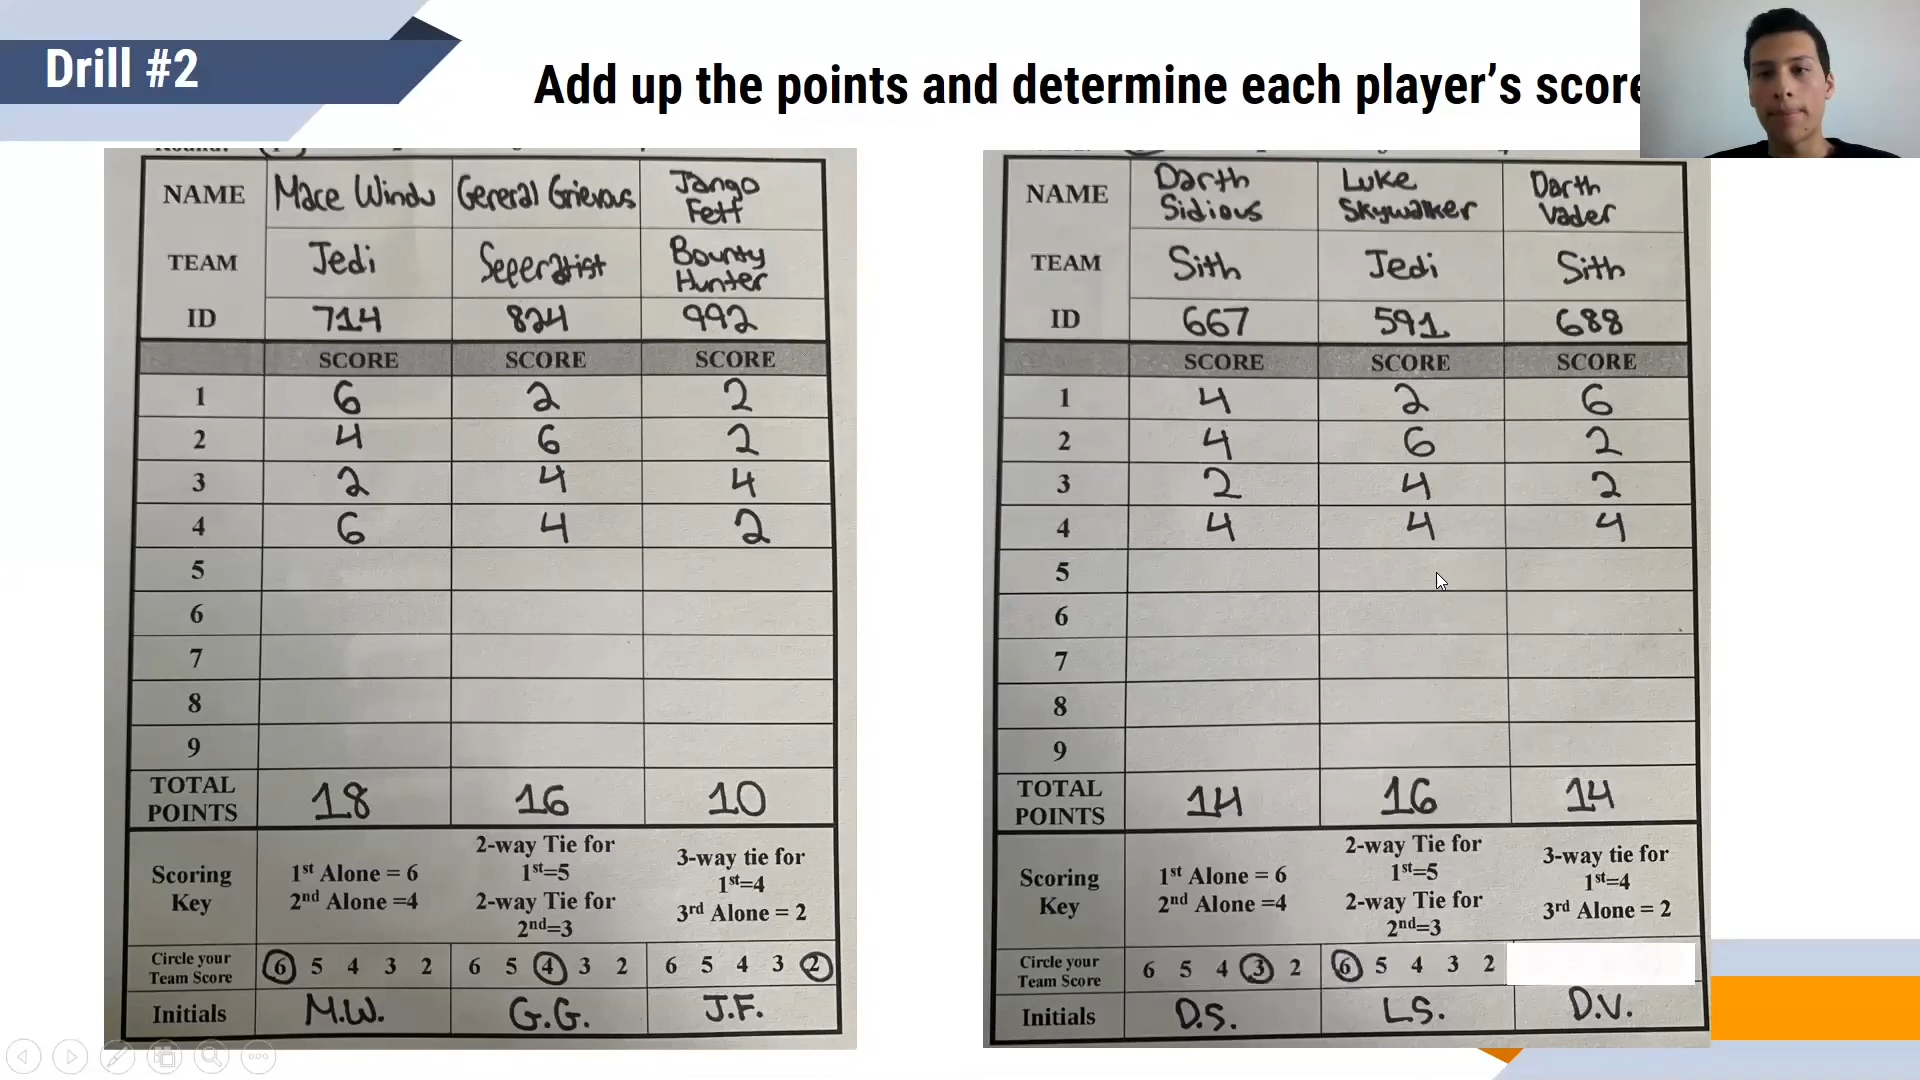 Drill #2
Add up the points and determine each player's score
NAME Mace Windu General Grievous Jango Fett
TEAM Jedi Seperatist Bounty Hunter
ID 714 824 992
SCORE SCORE SCORE
1 6 2 2
2 4 6 2
3 2 4 4
4 6 4 2
5
6
7
8
9
TOTAL POINTS 18 16 10
Scoring Key
1st Alone = 6
2nd Alone =4
2-way Tie for
1st=5
2-way Tie for
2nd=3
3-way tie for
1st=4
3rd Alone = 2
Circle your Team Score 6 5 4 3 2 6 5 4 3 2 6 5 4 3 2
Initials M.W. G.G. J.F.
NAME Darth Sidious Luke Skywalker Darth Vader
TEAM Sith Jedi Sith
ID 667 591 688
SCORE SCORE SCORE
1 4 2 6
2 4 6 2
3 2 4 2
4 4 4 4
5
6
7
8
9
TOTAL POINTS 14 16 14
Scoring Key
1st Alone = 6
2nd Alone =4
2-way Tie for
1st=5
2-way Tie for
2nd=3
3-way tie for
1st=4
3rd Alone = 2
Circle your Team Score 6 5 4 3 2 6 5 4 3 2
Initials D.S. L.S. D.V.